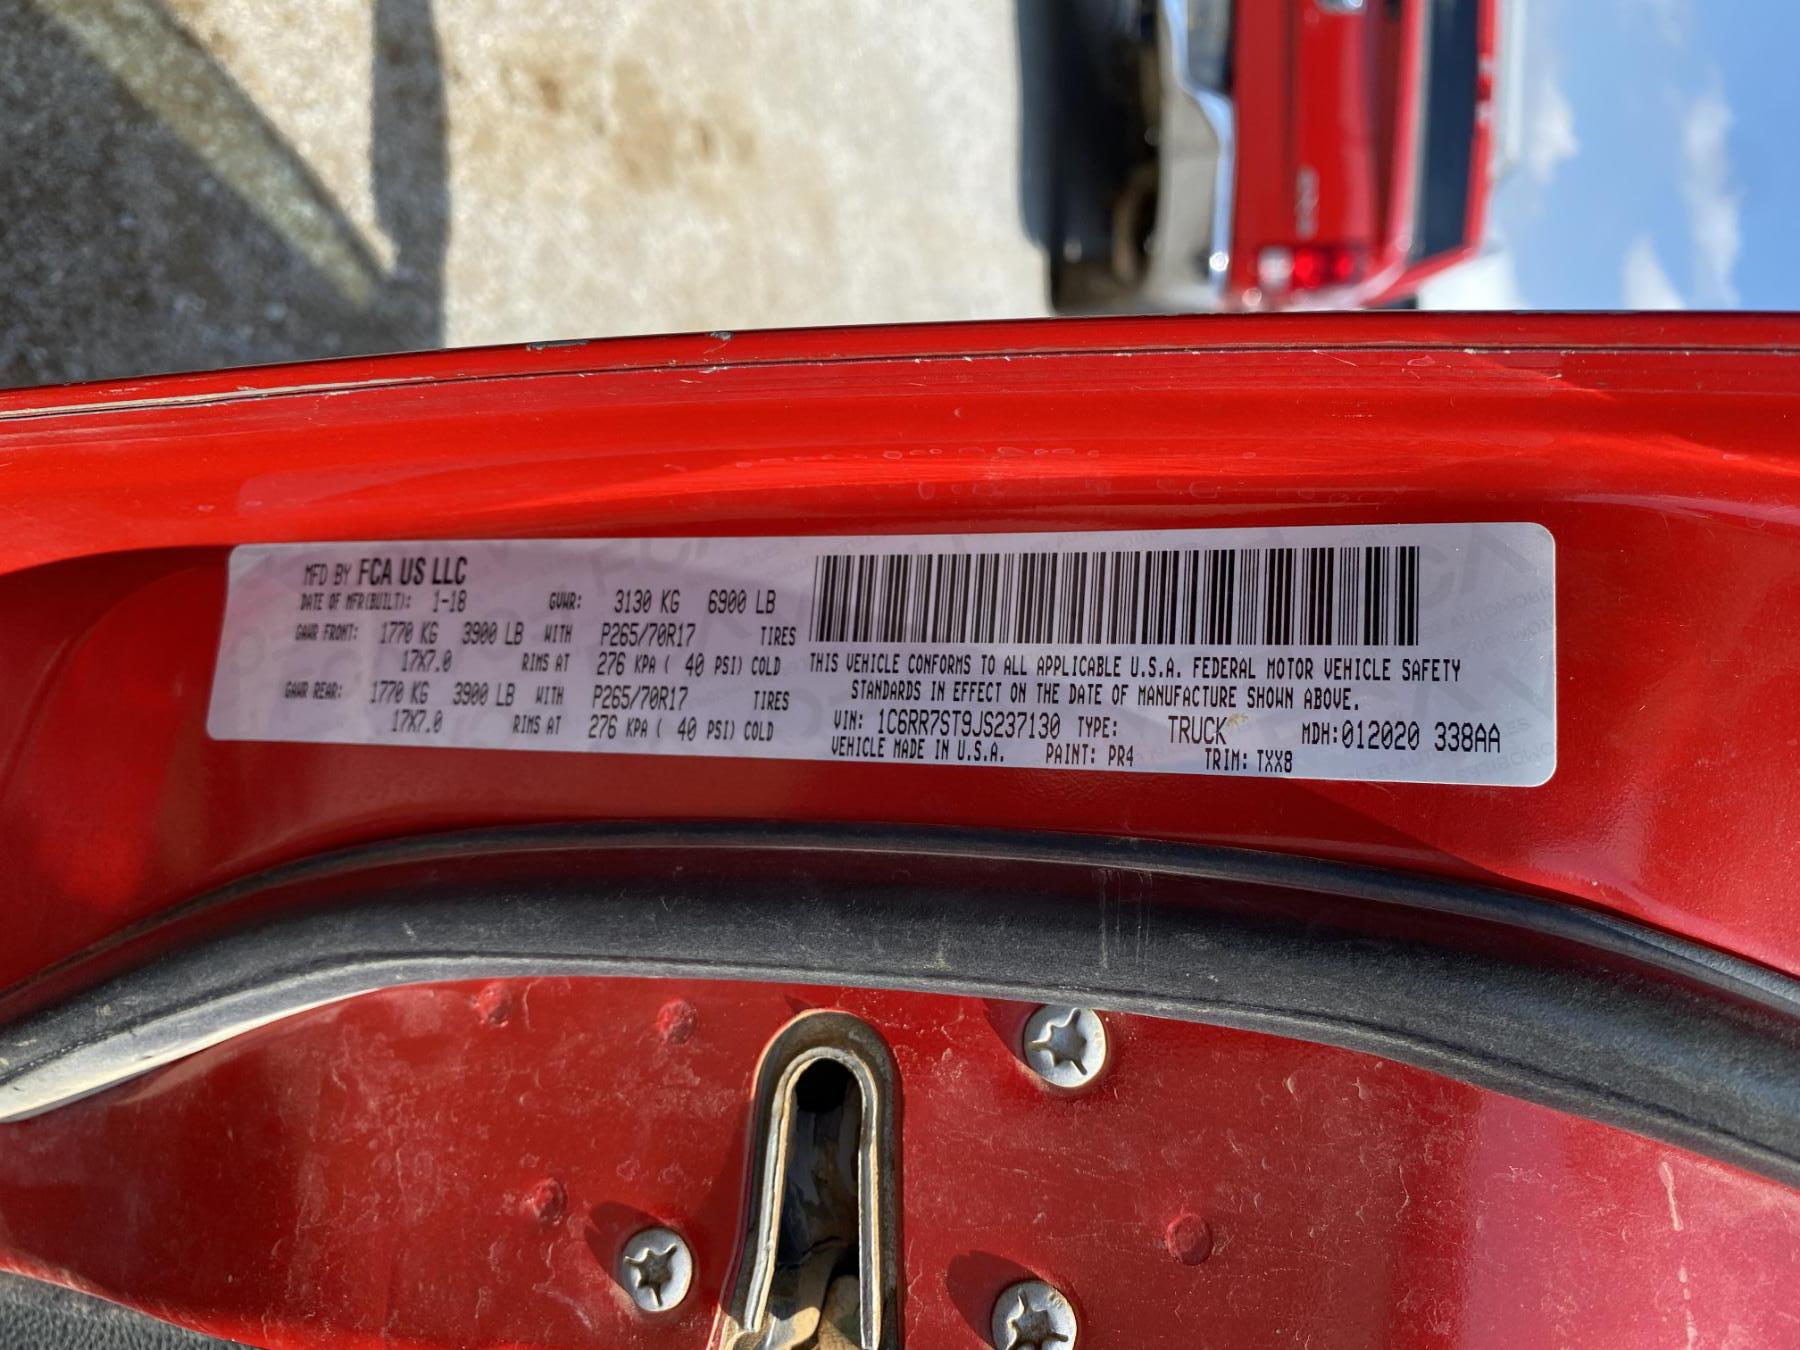 MFD BY FCA US LLC
DATE OF MFR(BUILT): 1-18 GVWR: 3130 KG 6900 LB
GAWR FRONT: 1770 KG 3900 LB WITH P265/70R17 TIRES
17X7.0 RIMS AT 276 KPA ( 40 PSI) COLD
GAWR REAR: 1770 KG 3900 LB WITH P265/70R17 TIRES
17X7.0 RIMS AT 276 KPA ( 40 PSI) COLD
THIS VEHICLE CONFORMS TO ALL APPLICABLE U.S.A. FEDERAL MOTOR VEHICLE SAFETY
STANDARDS IN EFFECT ON THE DATE OF MANUFACTURE SHOWN ABOVE.
VIN: 1C6RR7ST9JS237130 TYPE: TRUCK MDH:012020 338AA
VEHICLE MADE IN U.S.A. PAINT: PR4 TRIM: TXX8